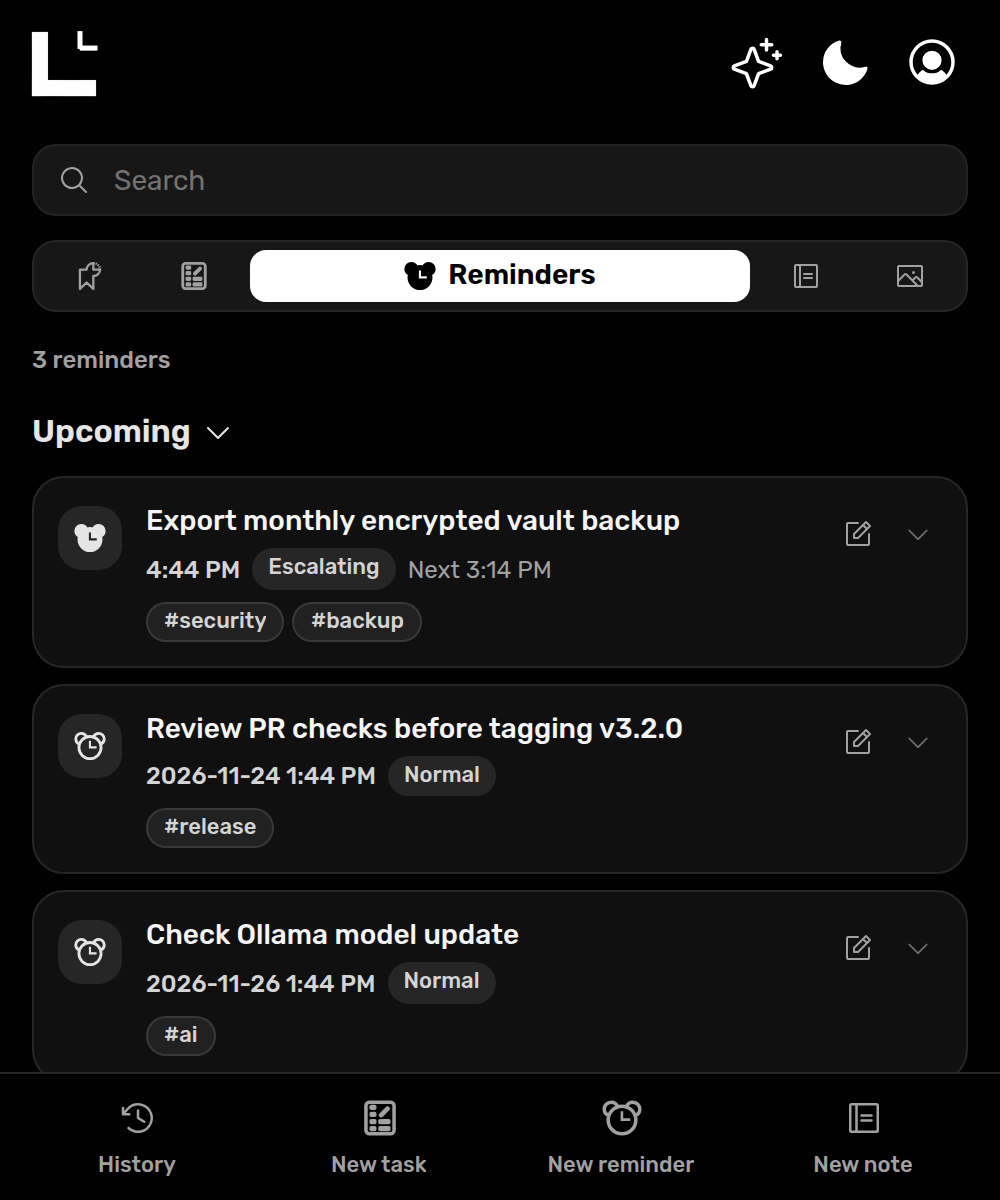 Search
Reminders
3 reminders
Upcoming
Export monthly encrypted vault backup
4:44 PM Escalating Next 3:14 PM
#security #backup
Review PR checks before tagging v3.2.0
2026-11-24 1:44 PM Normal
#release
Check Ollama model update
2026-11-26 1:44 PM Normal
#ai
History New task New reminder New note